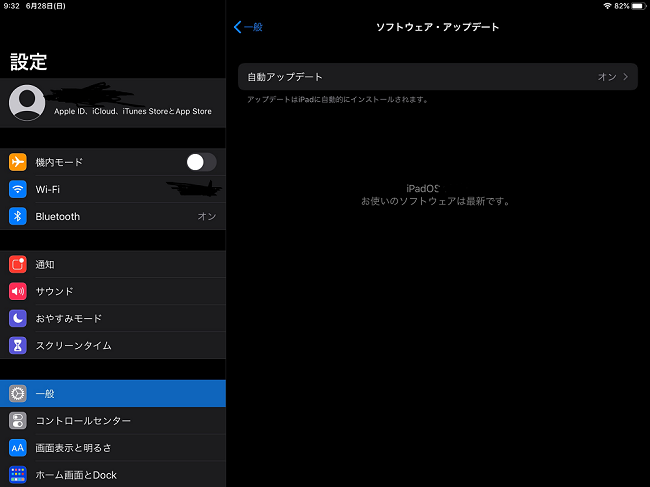 9:32 6月28日(日)
82%
設定
Apple ID、iCloud、iTunes StoreとApp Store
機内モード
Wi-Fi
Bluetooth オン
通知
サウンド
おやすみモード
スクリーンタイム
一般
コントロールセンター
AA 画面表示と明るさ
ホーム画面とDock
一般 ソフトウェア・アップデート
自動アップデート オン
アップデートはiPadに自動的にインストールされます。
iPadOS
お使いのソフトウェアは最新です。